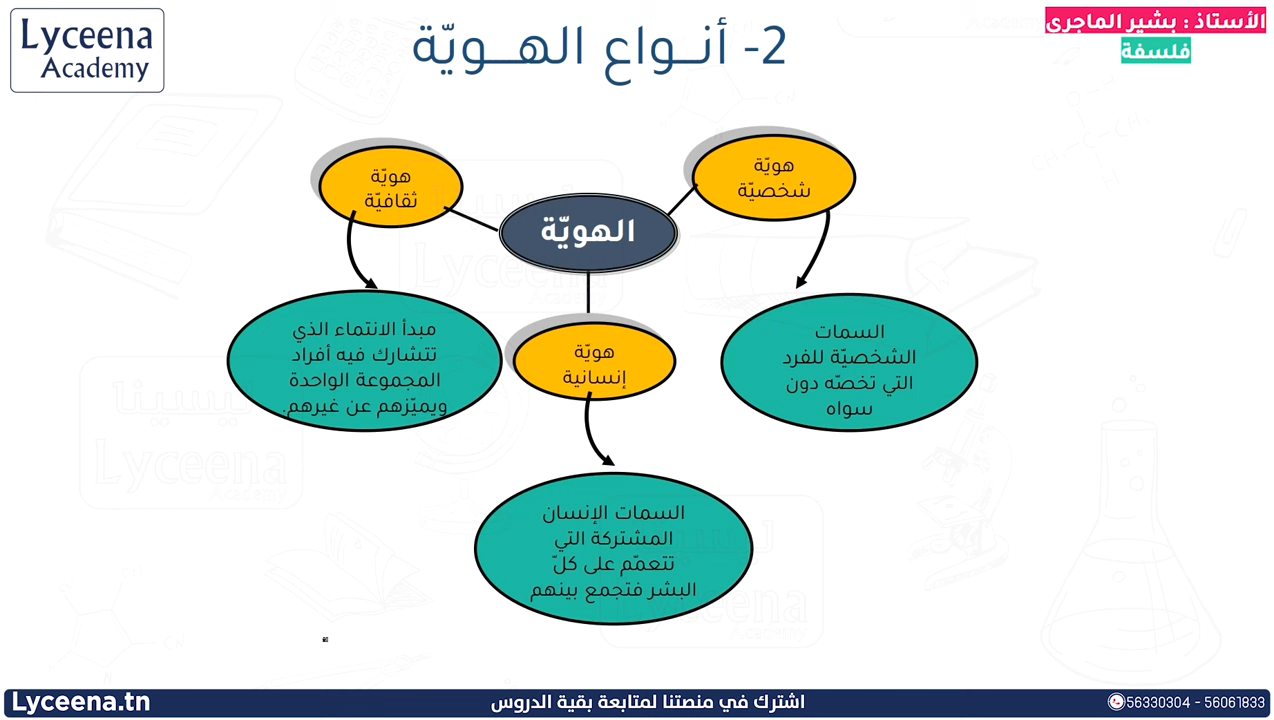 Lyceena
Academy
2- أنـواع الهـويّة
الأستاذ : بشير الماجري
فلسفة
هويّة
شخصيّة
هويّة
ثقافيّة
الهويّة
السمات
الشخصيّة للفرد
التي تخصّه دون
سواه
مبدأ الانتماء الذي
تتشارك فيه أفراد
المجموعة الواحدة
ويميّزهم عن غيرهم.
هويّة
إنسانية
السمات الإنسان
المشتركة التي
تتعمّم على كلّ
البشر فتجمع بينهم
Lyceena.tn
اشترك في منصتنا لمتابعة بقية الدروس
56330304 - 56061833